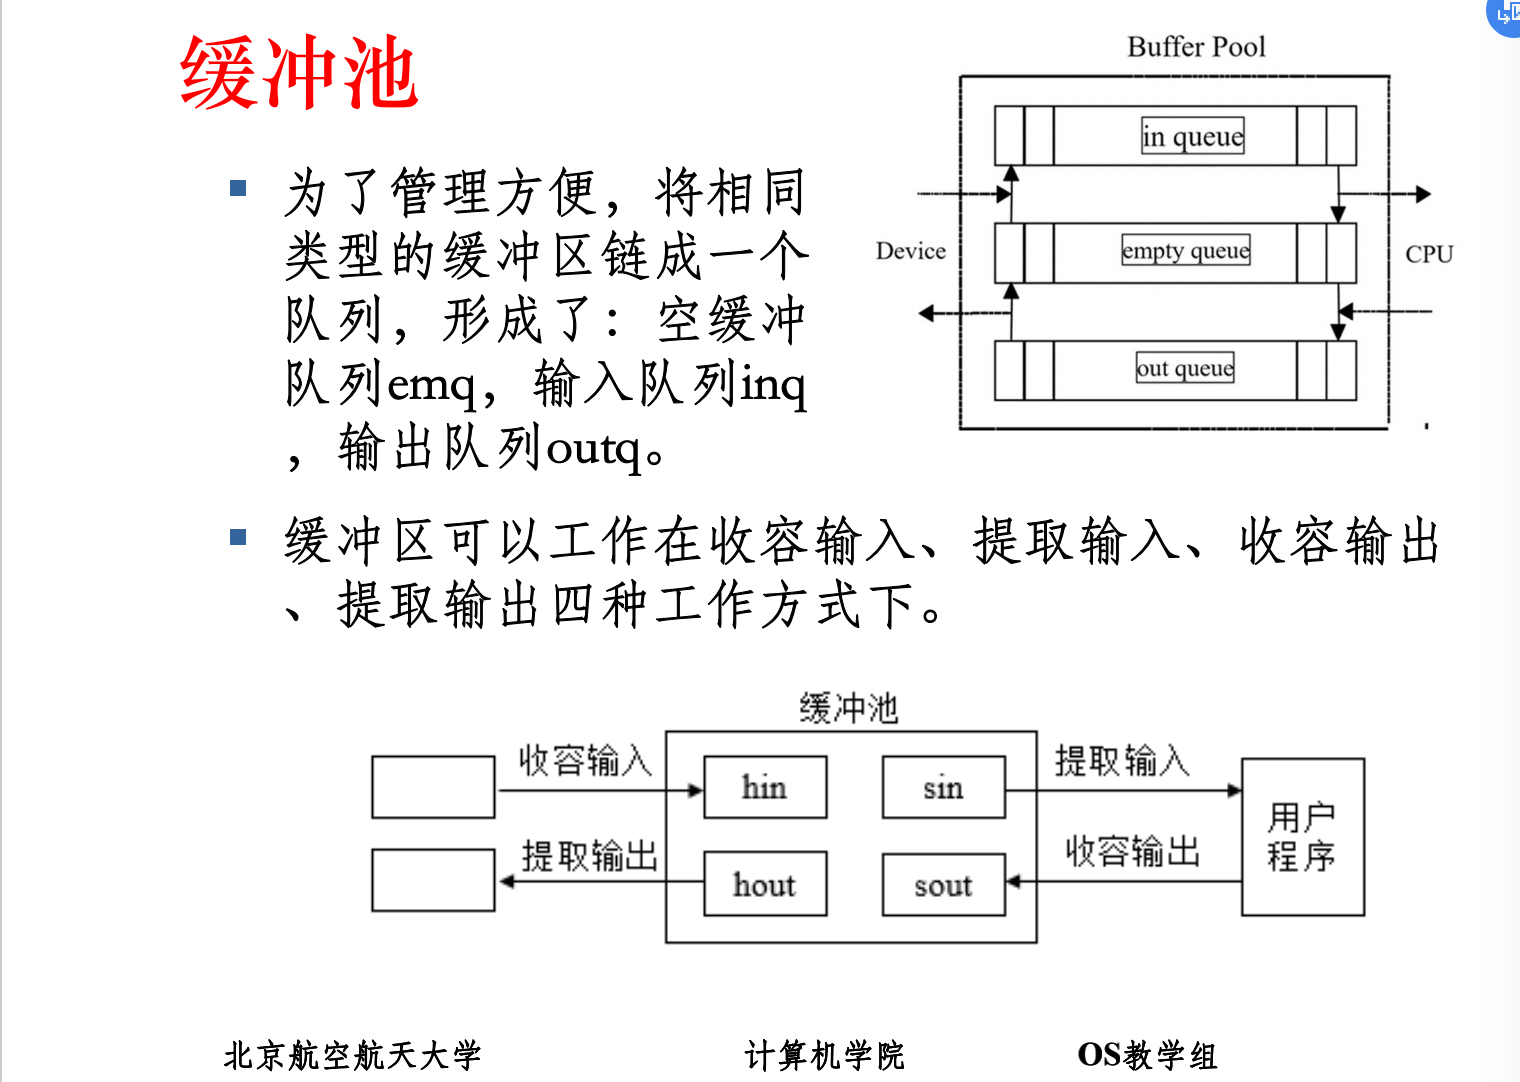 缓冲池
为了管理方便，将相同
类型的缓冲区链成一个
队列，形成了：空缓冲
队列emq，输入队列inq
，输出队列outq。
Buffer Pool
in queue
Device
empty queue
CPU
out queue
缓冲区可以工作在收容输入、提取输入、收容输出
、提取输出四种工作方式下。
缓冲池
收容输入
hin
sin
提取输入
用户
程序
提取输出
hout
sout
收容输出
北京航空航天大学
计算机学院
OS教学组